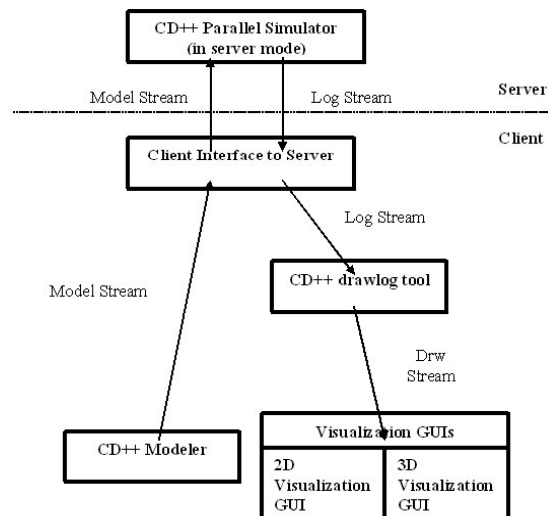 CD++ Parallel Simulator
(in server mode)
Server
Model Stream
Log Stream
Client
Client Interface to Server
Log Stream
Model Stream
CD++ drawlog tool
Drw
Stream
CD++ Modeler
Visualization GUIs
2D
Visualization
GUI
3D
Visualization
GUI